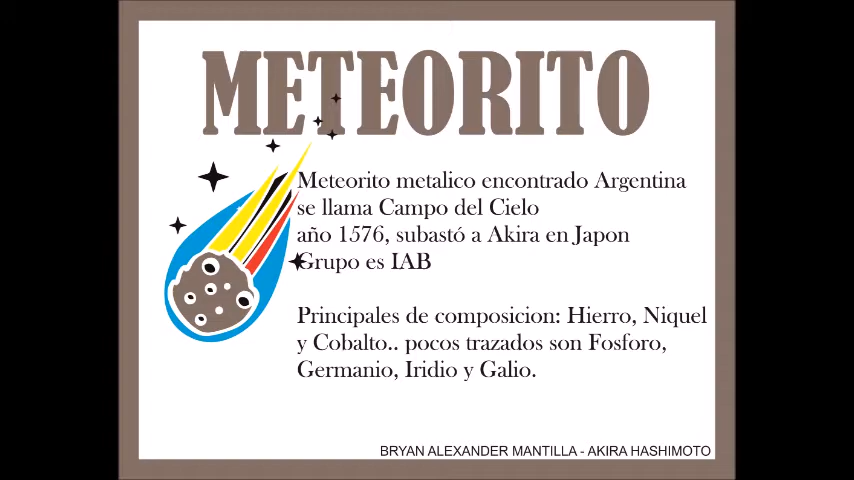 METEORITO
Meteorito metalico encontrado Argentina
se llama Campo del Cielo
año 1576, subastó a Akira en Japon
Grupo es IAB
Principales de composicion: Hierro, Niquel
y Cobalto.. pocos trazados son Fosforo,
Germanio, Iridio y Galio.
BRYAN ALEXANDER MANTILLA - AKIRA HASHIMOTO